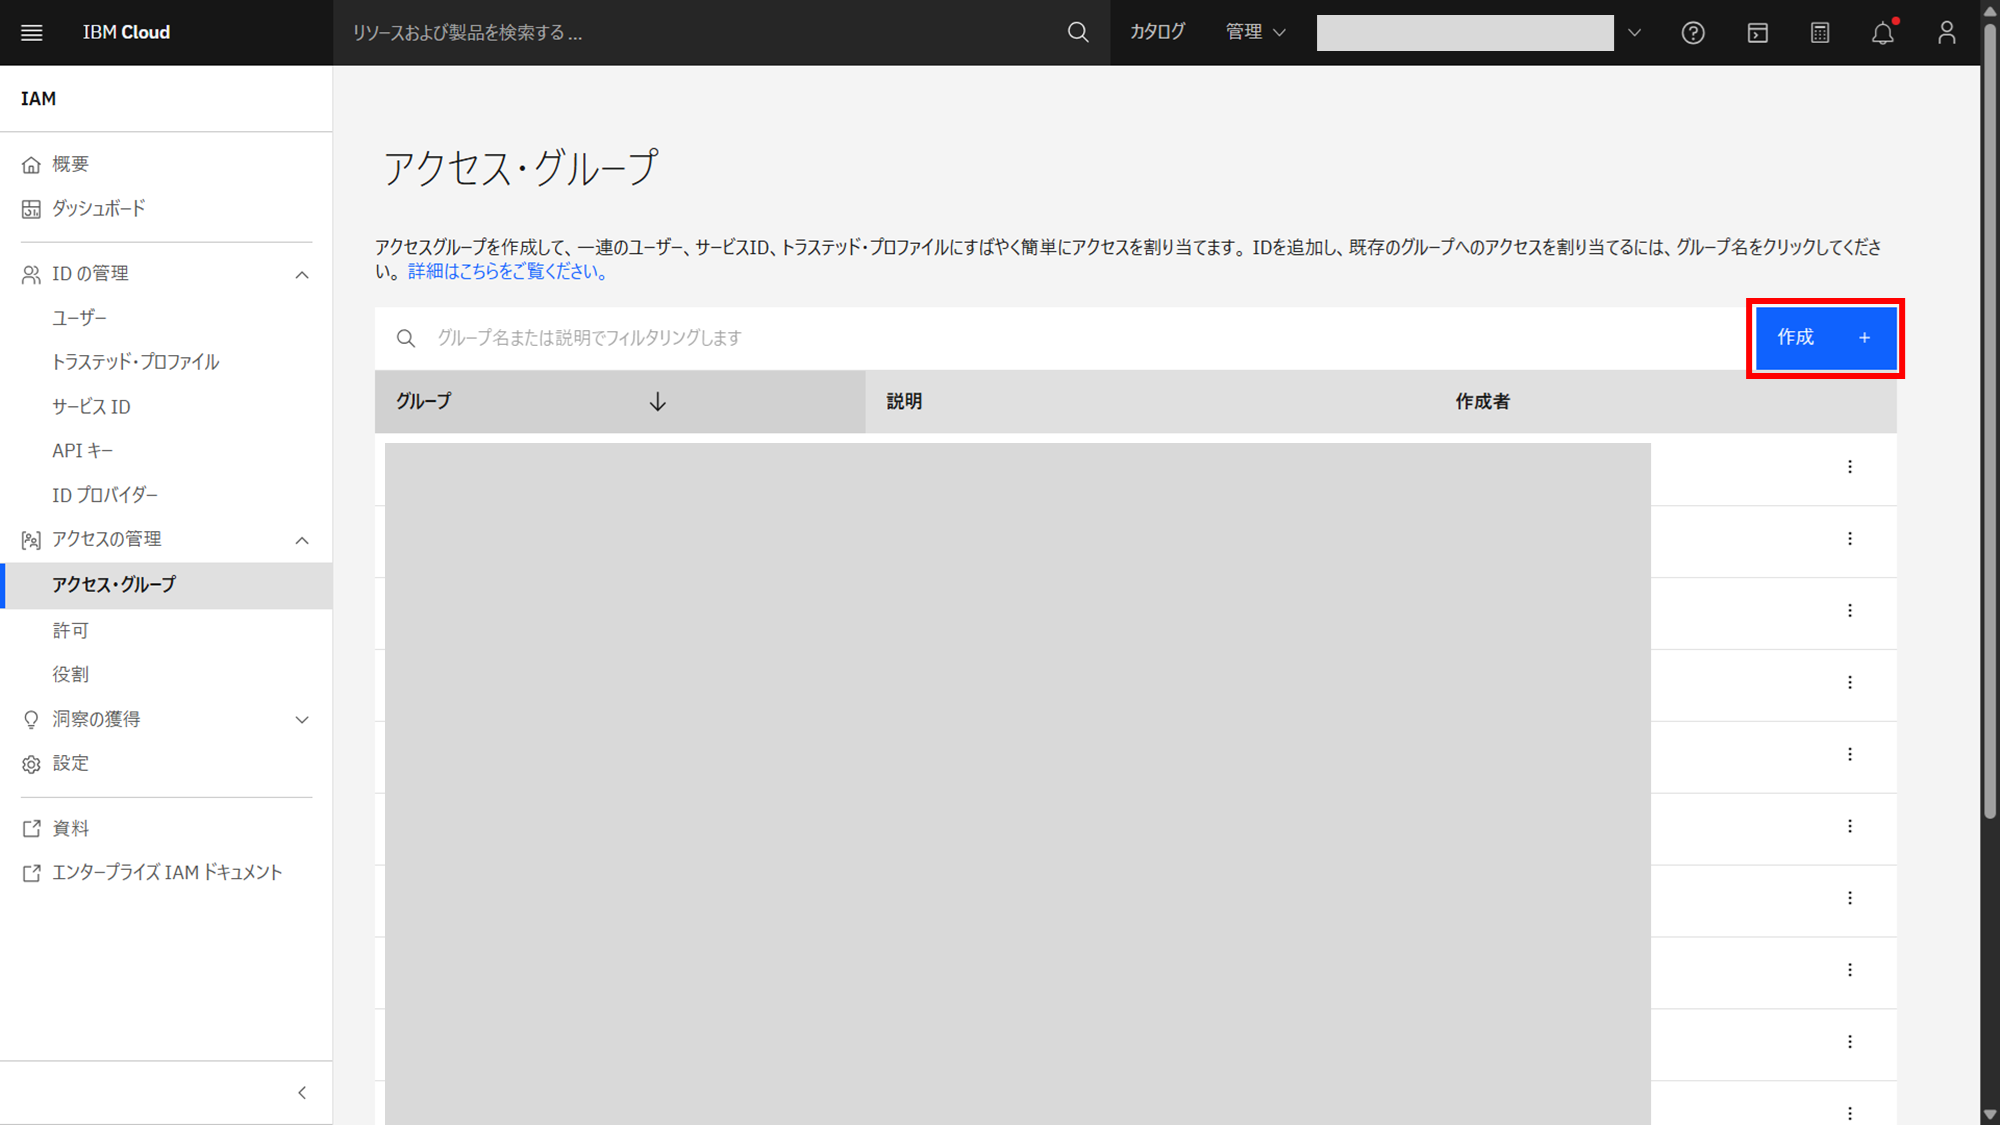 IBM Cloud
リソースおよび製品を検索する ...
カタログ
管理
IAM
概要
ダッシュボード
ID の管理
ユーザー
トラステッド・プロファイル
サービス ID
API キー
ID プロバイダー
アクセスの管理
アクセス・グループ
許可
役割
洞察の獲得
設定
資料
エンタープライズ IAM ドキュメント
アクセス・グループ
アクセスグループを作成して、一連のユーザー、サービスID、トラステッド・プロファイルにすばやく簡単にアクセスを割り当てます。IDを追加し、既存のグループへのアクセスを割り当てるには、グループ名をクリックしてくださ
い。 詳細はこちらをご覧ください。
グループ名または説明でフィルタリングします
作成 +
グループ 説明 作成者